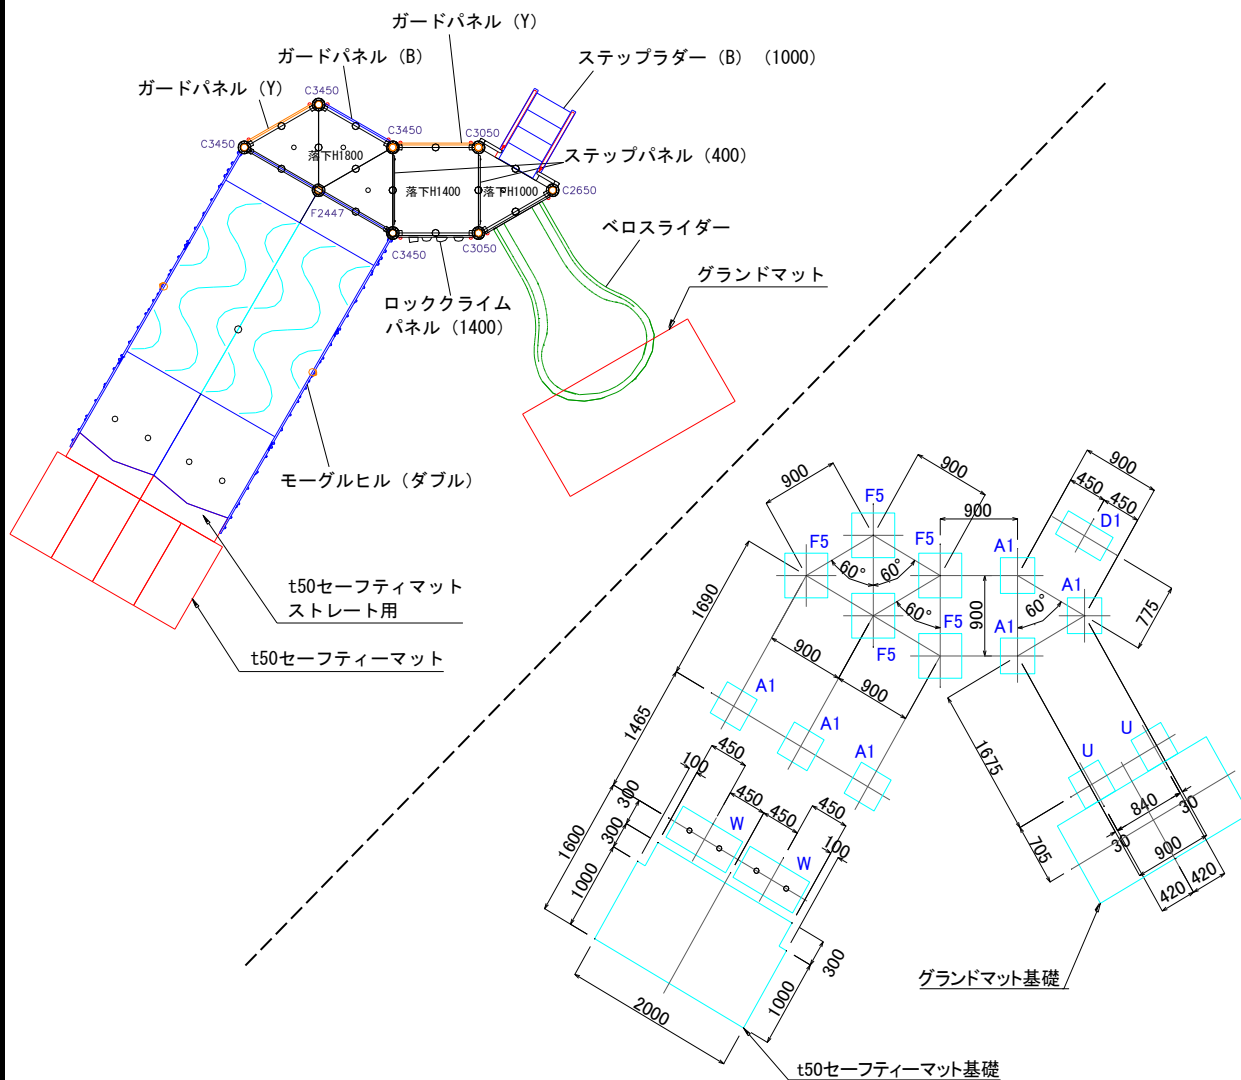 ガードパネル（Y）
ガードパネル（B）
ステップラダー（B）（1000）
ガードパネル（Y）
C3450
C3450
C3450
C3050
落下H1800
ステップパネル（400）
落下H1400
落下H1000
C2650
F2447
C3450
C3050
ベロスライダー
グランドマット
ロッククライム
パネル（1400）
モーグルヒル（ダブル）
t50セーフティマット
ストレート用
t50セーフティーマット
900
900
900
900
450
450
F5
F5
F5
F5
F5
D1
A1
A1
A1
60°
60°
60°
60°
900
775
1690
900
900
1465
A1
A1
A1
1675
U
U
450
100
450
450
450
100
300
300
1600
1000
W
W
840
30
30
900
705
420
420
300
1000
2000
グランドマット基礎
t50セーフティーマット基礎